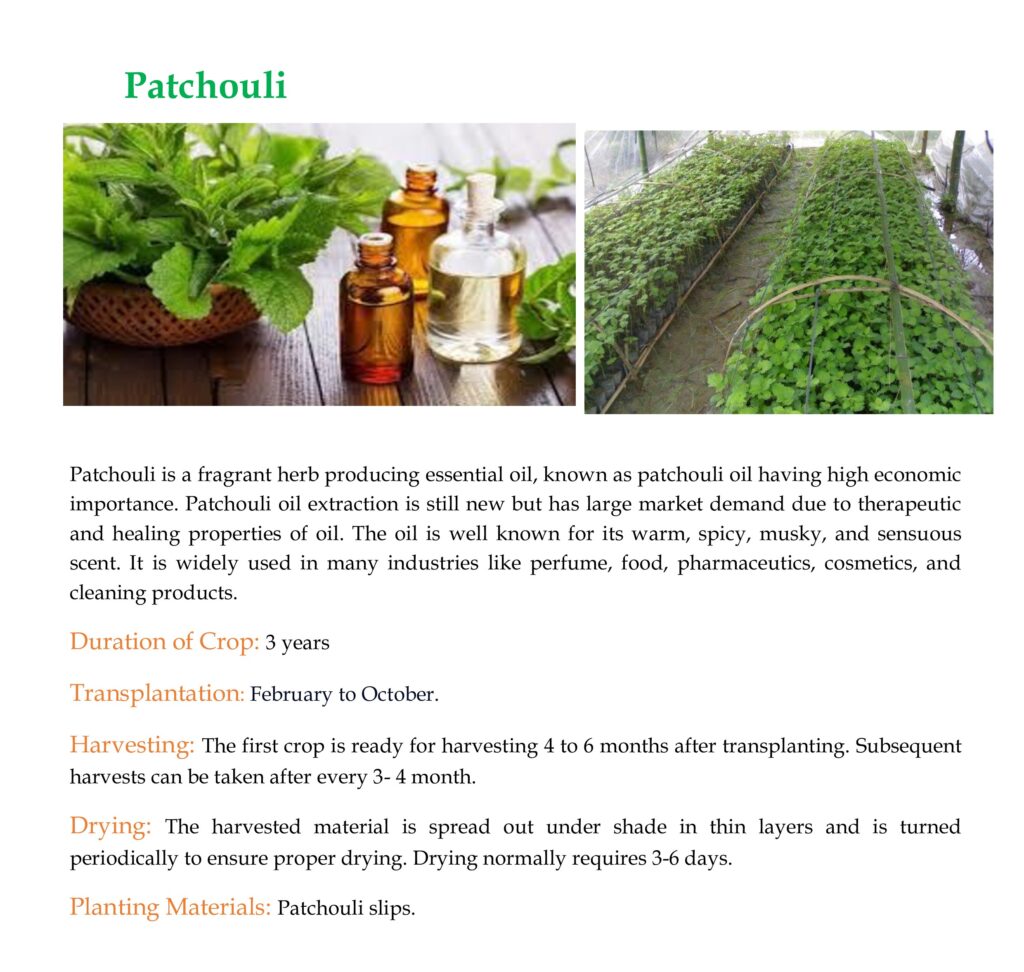 Patchouli
Patchouli is a fragrant herb producing essential oil, known as patchouli oil having high economic
importance. Patchouli oil extraction is still new but has large market demand due to therapeutic
and healing properties of oil. The oil is well known for its warm, spicy, musky, and sensuous
scent. It is widely used in many industries like perfume, food, pharmaceutics, cosmetics, and
cleaning products.
Duration of Crop: 3 years
Transplantation: February to October.
Harvesting: The first crop is ready for harvesting 4 to 6 months after transplanting. Subsequent
harvests can be taken after every 3- 4 month.
Drying: The harvested material is spread out under shade in thin layers and is turned
periodically to ensure proper drying. Drying normally requires 3-6 days.
Planting Materials: Patchouli slips.